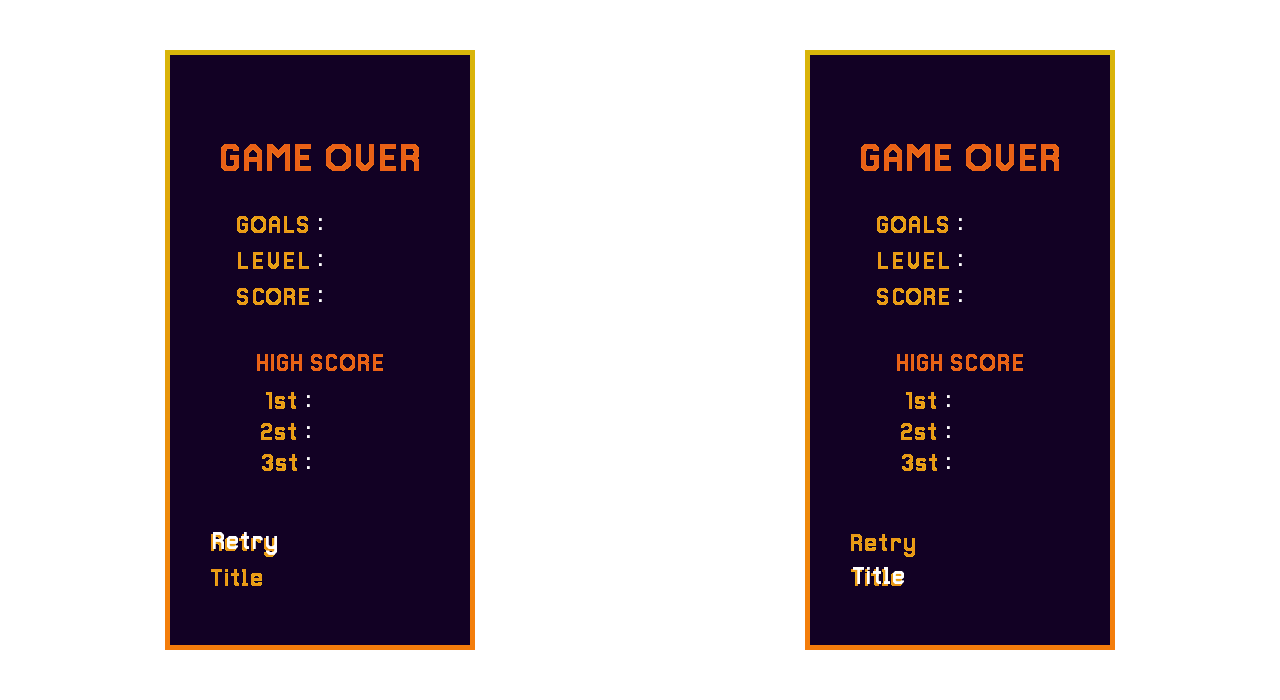 GAME OVER
GOALS :
LEVEL :
SCORE :
HIGH SCORE
1st :
2st :
3st :
Retry
Title
GAME OVER
GOALS :
LEVEL :
SCORE :
HIGH SCORE
1st :
2st :
3st :
Retry
Title